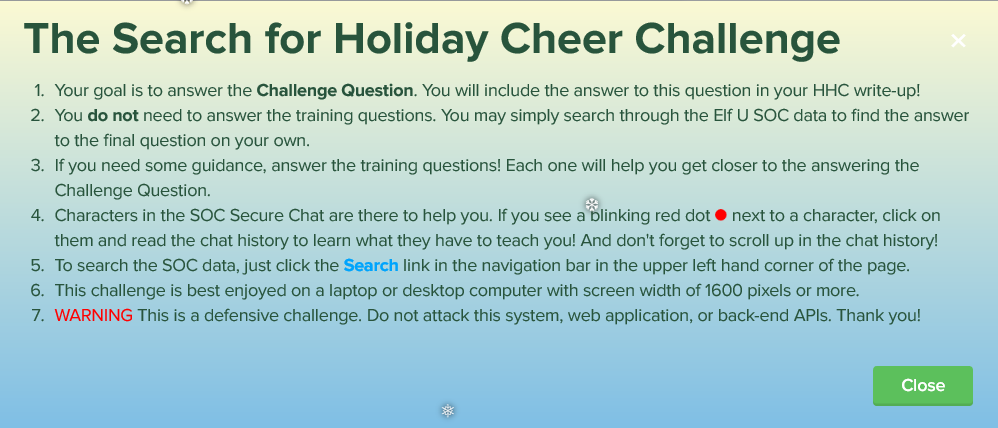 The Search for Holiday Cheer Challenge
1. Your goal is to answer the Challenge Question. You will include the answer to this question in your HHC write-up!
2. You do not need to answer the training questions. You may simply search through the Elf U SOC data to find the answer
to the final question on your own.
3. If you need some guidance, answer the training questions! Each one will help you get closer to the answering the
Challenge Question.
4. Characters in the SOC Secure Chat are there to help you. If you see a blinking red dot next to a character, click on
them and read the chat history to learn what they have to teach you! And don't forget to scroll up in the chat history!
5. To search the SOC data, just click the Search link in the navigation bar in the upper left hand corner of the page.
6. This challenge is best enjoyed on a laptop or desktop computer with screen width of 1600 pixels or more.
7. WARNING This is a defensive challenge. Do not attack this system, web application, or back-end APIs. Thank you!
Close